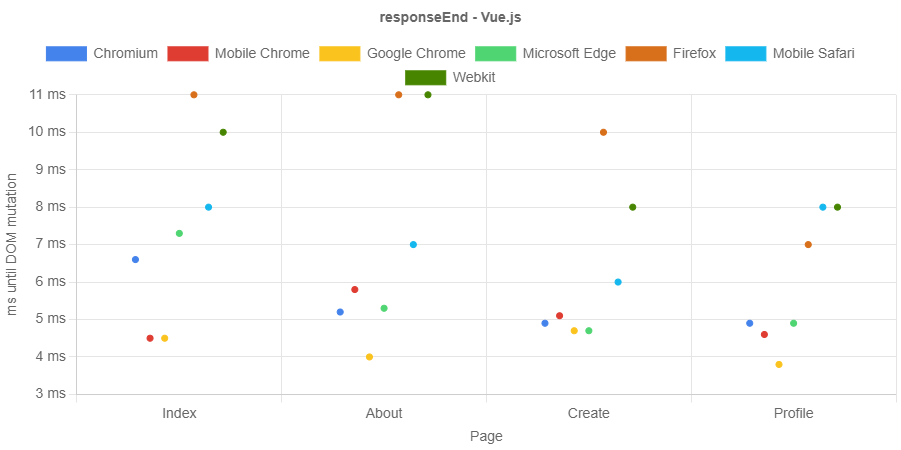 responseEnd - Vue.js
Chromium Mobile Chrome Google Chrome Microsoft Edge Firefox Mobile Safari
Webkit
11 ms
10 ms
9 ms
8 ms
7 ms
6 ms
5 ms
4 ms
3 ms
ms until DOM mutation
Index About Create Profile
Page